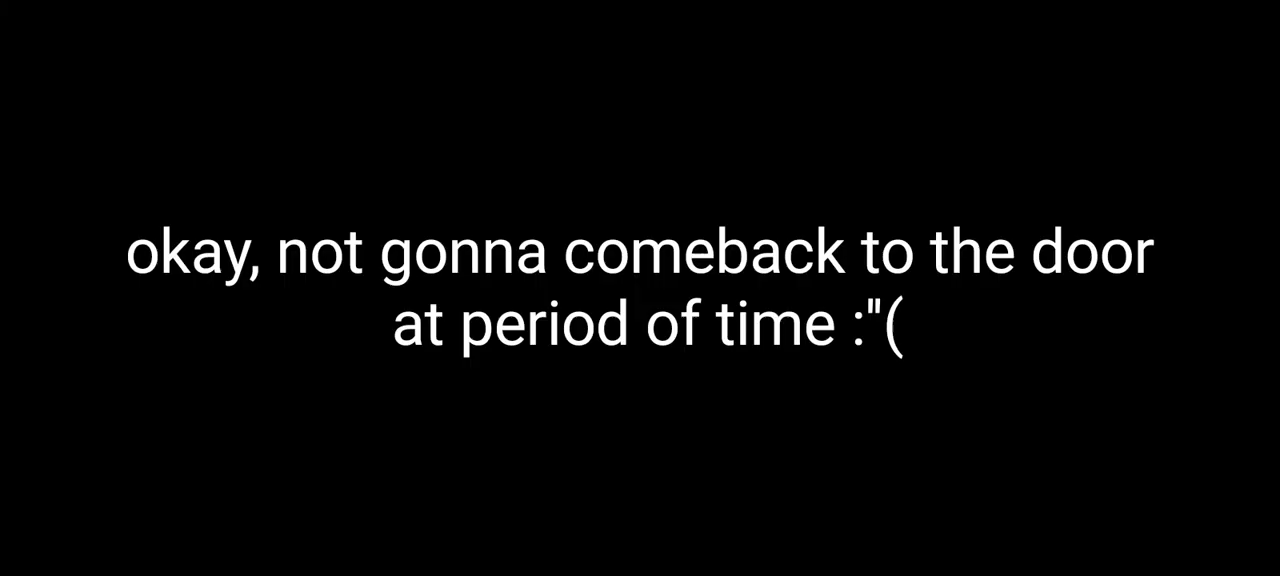 okay, not gonna comeback to the door
at period of time :"(